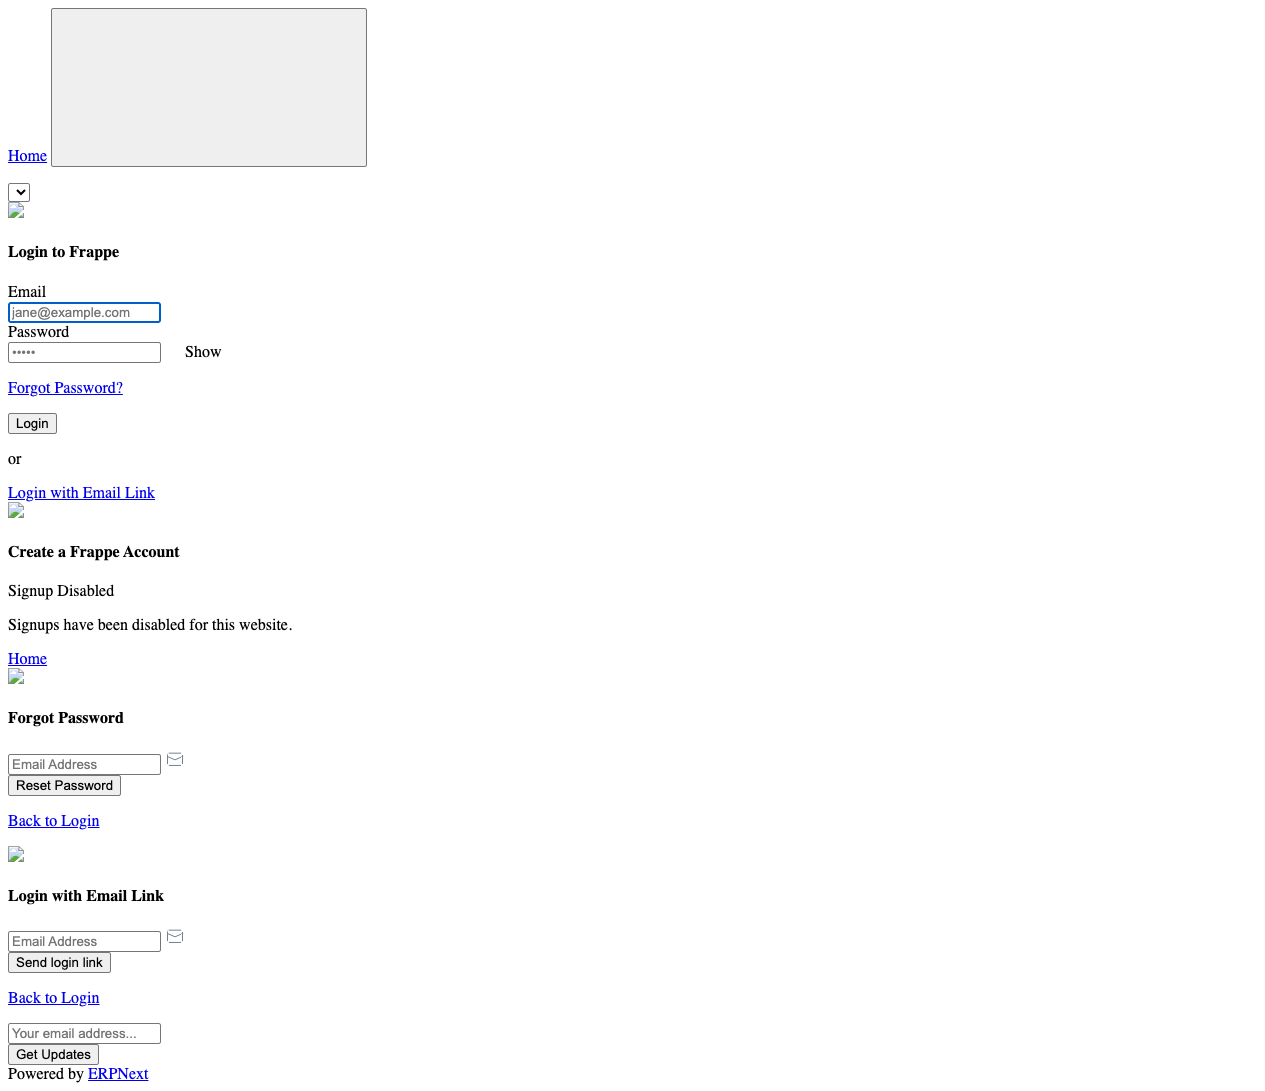 Home
Login to Frappe
Email
jane@example.com
Password
••••• Show
Forgot Password?
Login
or
Login with Email Link
Create a Frappe Account
Signup Disabled
Signups have been disabled for this website.
Home
Forgot Password
Email Address
Reset Password
Back to Login
Login with Email Link
Email Address
Send login link
Back to Login
Your email address...
Get Updates
Powered by ERPNext